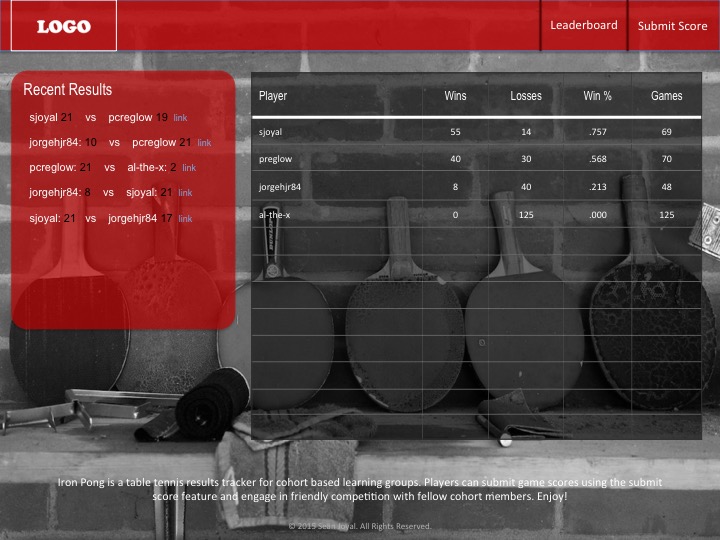 LOGO
Leaderboard
Submit Score
Recent Results
sjoyal 21 vs pcreglow 19 link
jorgehjr84: 10 vs pcreglow 21 link
pcreglow: 21 vs al-the-x: 2 link
jorgehjr84: 8 vs sjoyal: 21 link
sjoyal: 21 vs jorgehjr84 17 link
Player Wins Losses Win % Games
sjoyal 55 14 .757 69
preglow 40 30 .568 70
jorgehjr84 8 40 .213 48
al-the-x 0 125 .000 125
Iron Pong is a table tennis results tracker for cohort based learning groups. Players can submit game scores using the submit
score feature and engage in friendly competition with fellow cohort members. Enjoy!
© 2015 Sean Joyal. All Rights Reserved.